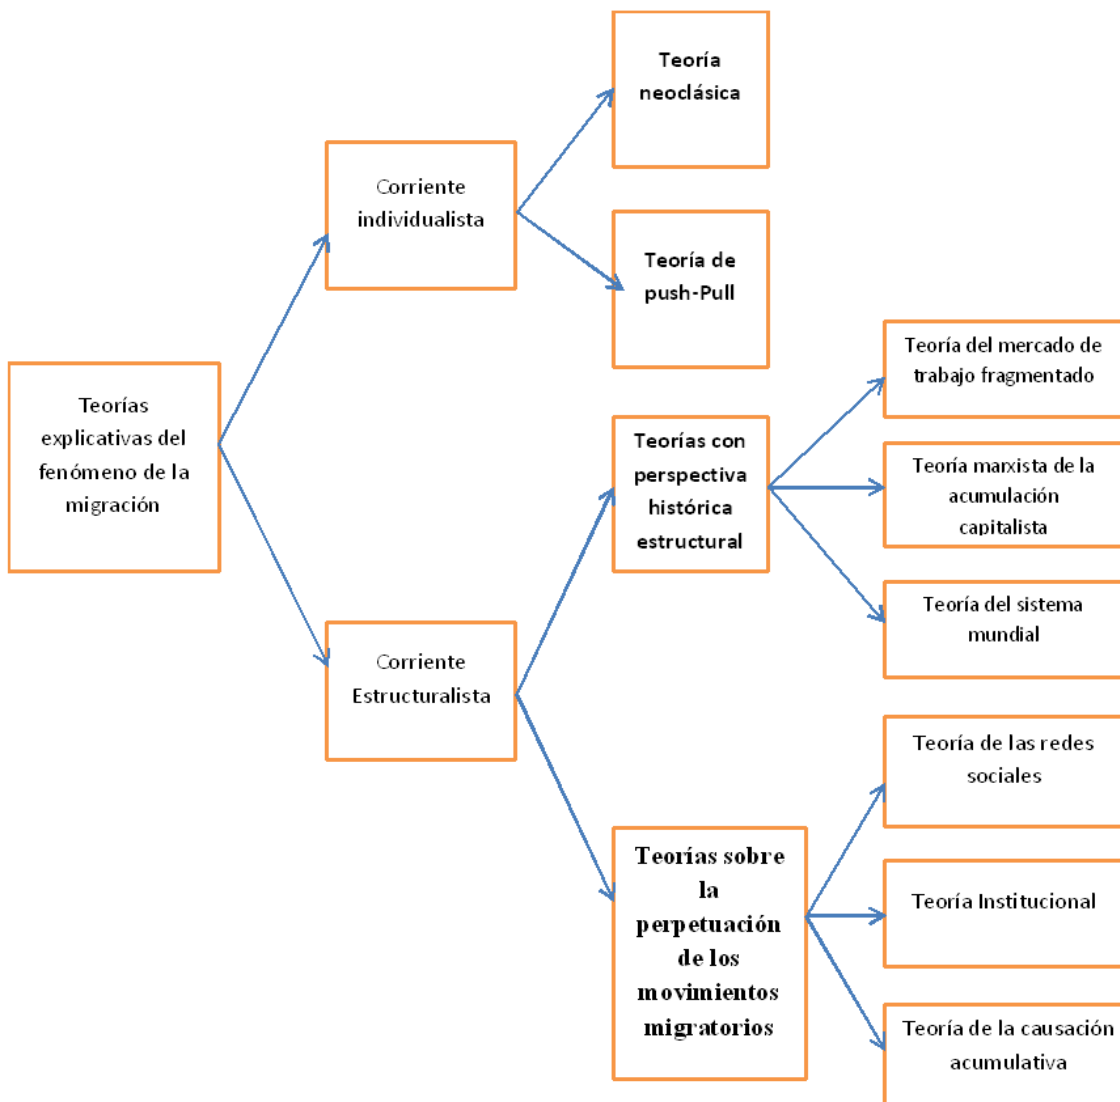 Teorías
explicativas del
fenómeno de la
migración
Corriente
individualista
Teoría
neoclásica
Teoría de
push-Pull
Corriente
Estructuralista
Teorías con
perspectiva
histórica
estructural
Teoría del mercado de
trabajo fragmentado
Teoría marxista de la
acumulación
capitalista
Teoría del sistema
mundial
Teorías sobre
la
perpetuación
de los
movimientos
migratorios
Teoría de las redes
sociales
Teoría Institucional
Teoría de la causación
acumulativa